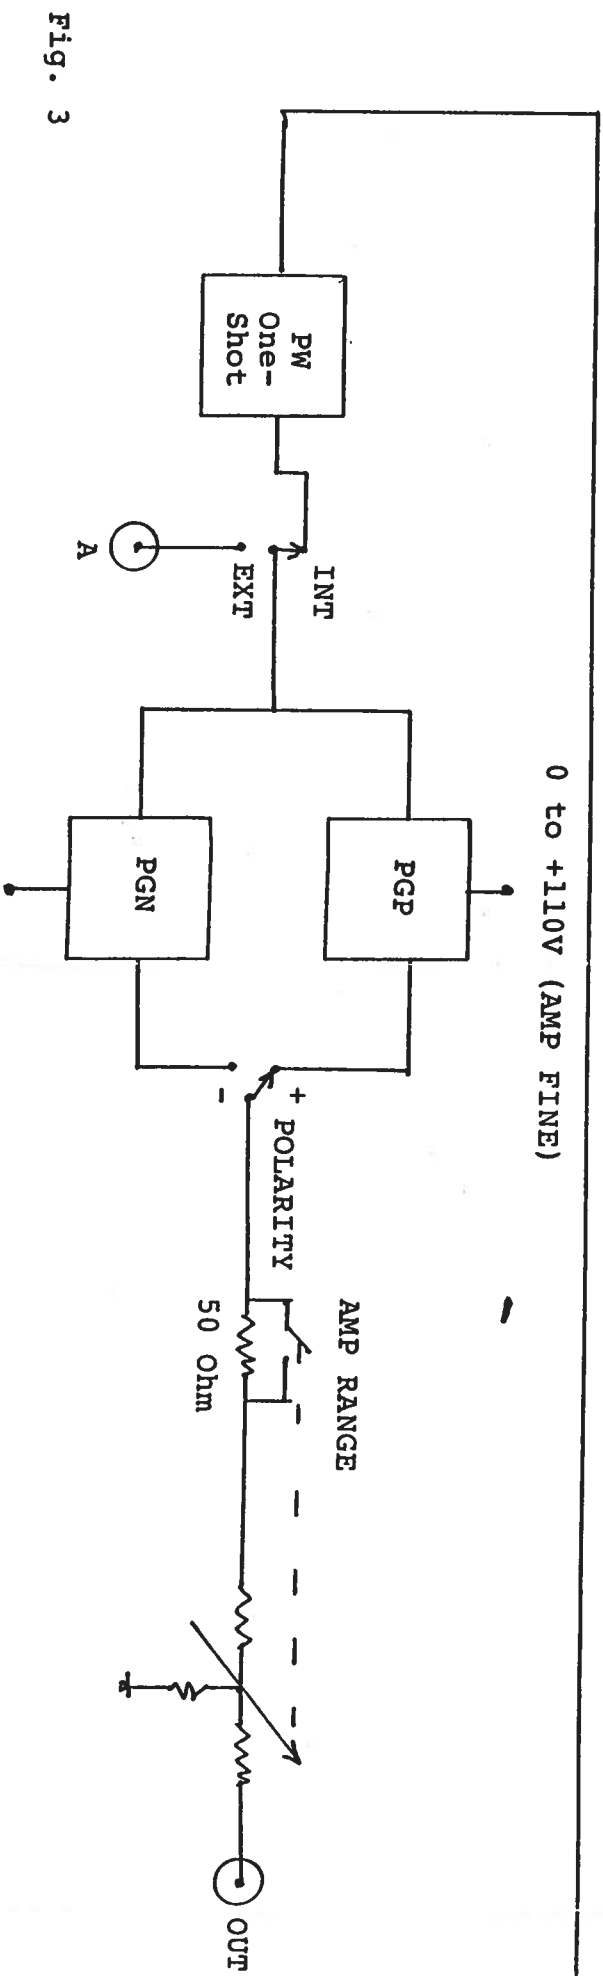 0 to +110V (AMP FINE)
PW
One-
Shot
INT
EXT
A
PGP
PGN
+
-
POLARITY
AMP RANGE
50 Ohm
OUT
Fig. 3